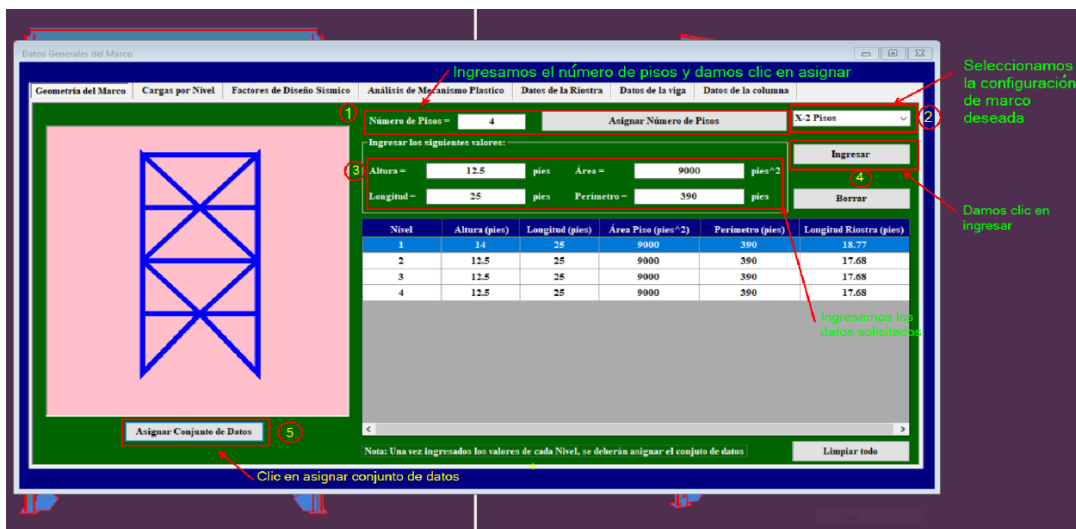 Datos Generales del Marco
Ingresamos el número de pisos y damos clic en asignar
Seleccionamos
la configuración
de marco
deseada
Geometría del Marco
Cargas por Nivel
Factores de Diseño Sísmico
Análisis de Mecanismo Plastico
Datos de la Riostra
Datos de la viga
Datos de la columna
1
Número de Pisos =
4
Asignar Número de Pisos
X-2 Pisos
2
Ingresar los siguientes valores:
Ingresar
3
Altura =
12.5
pies
Área =
9000
pies^2
4
Longitud =
25
pies
Perímetro =
390
pies
Borrar
Damos clic en
ingresar
Nivel Altura (pies) Longitud (pies) Área Piso (pies^2) Perímetro (pies) Longitud Riostra (pies)
1 14 25 9000 390 18.77
2 12.5 25 9000 390 17.68
3 12.5 25 9000 390 17.68
4 12.5 25 9000 390 17.68
Ingresamos los
datos solicitados
Asignar Conjunto de Datos
5
Nota: Una vez ingresados los valores de cada Nivel, se deberán asignar el conjuto de datos
Limpiar todo
Clic en asignar conjunto de datos